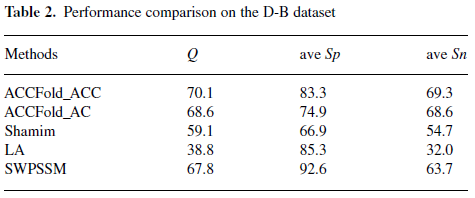 Table 2. Performance comparison on the D-B dataset
Methods Q ave Sp ave Sn
ACCFold_ACC 70.1 83.3 69.3
ACCFold_AC 68.6 74.9 68.6
Shamim 59.1 66.9 54.7
LA 38.8 85.3 32.0
SWPSSM 67.8 92.6 63.7